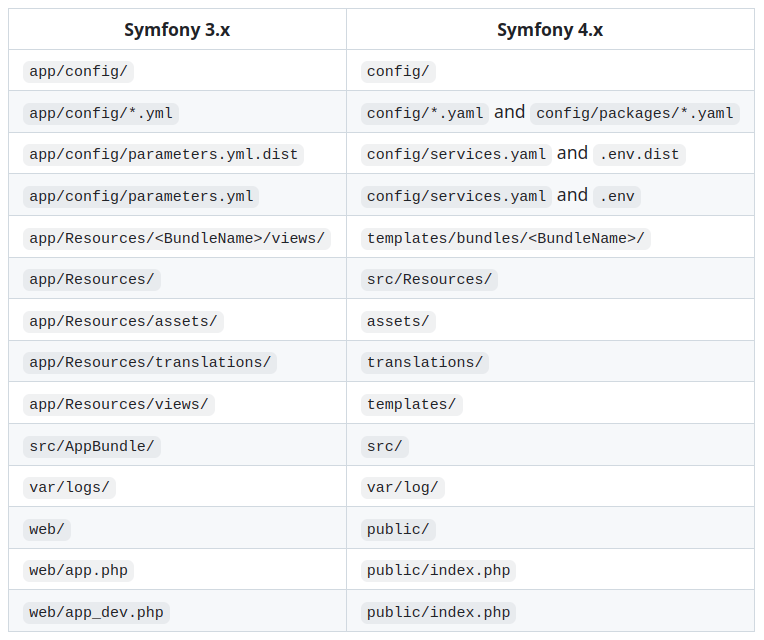 Symfony 3.x Symfony 4.x
app/config/ config/
app/config/*.yml config/*.yaml and config/packages/*.yaml
app/config/parameters.yml.dist config/services.yaml and .env.dist
app/config/parameters.yml config/services.yaml and .env
app/Resources/<BundleName>/views/ templates/bundles/<BundleName>/
app/Resources/ src/Resources/
app/Resources/assets/ assets/
app/Resources/translations/ translations/
app/Resources/views/ templates/
src/AppBundle/ src/
var/logs/ var/log/
web/ public/
web/app.php public/index.php
web/app_dev.php public/index.php